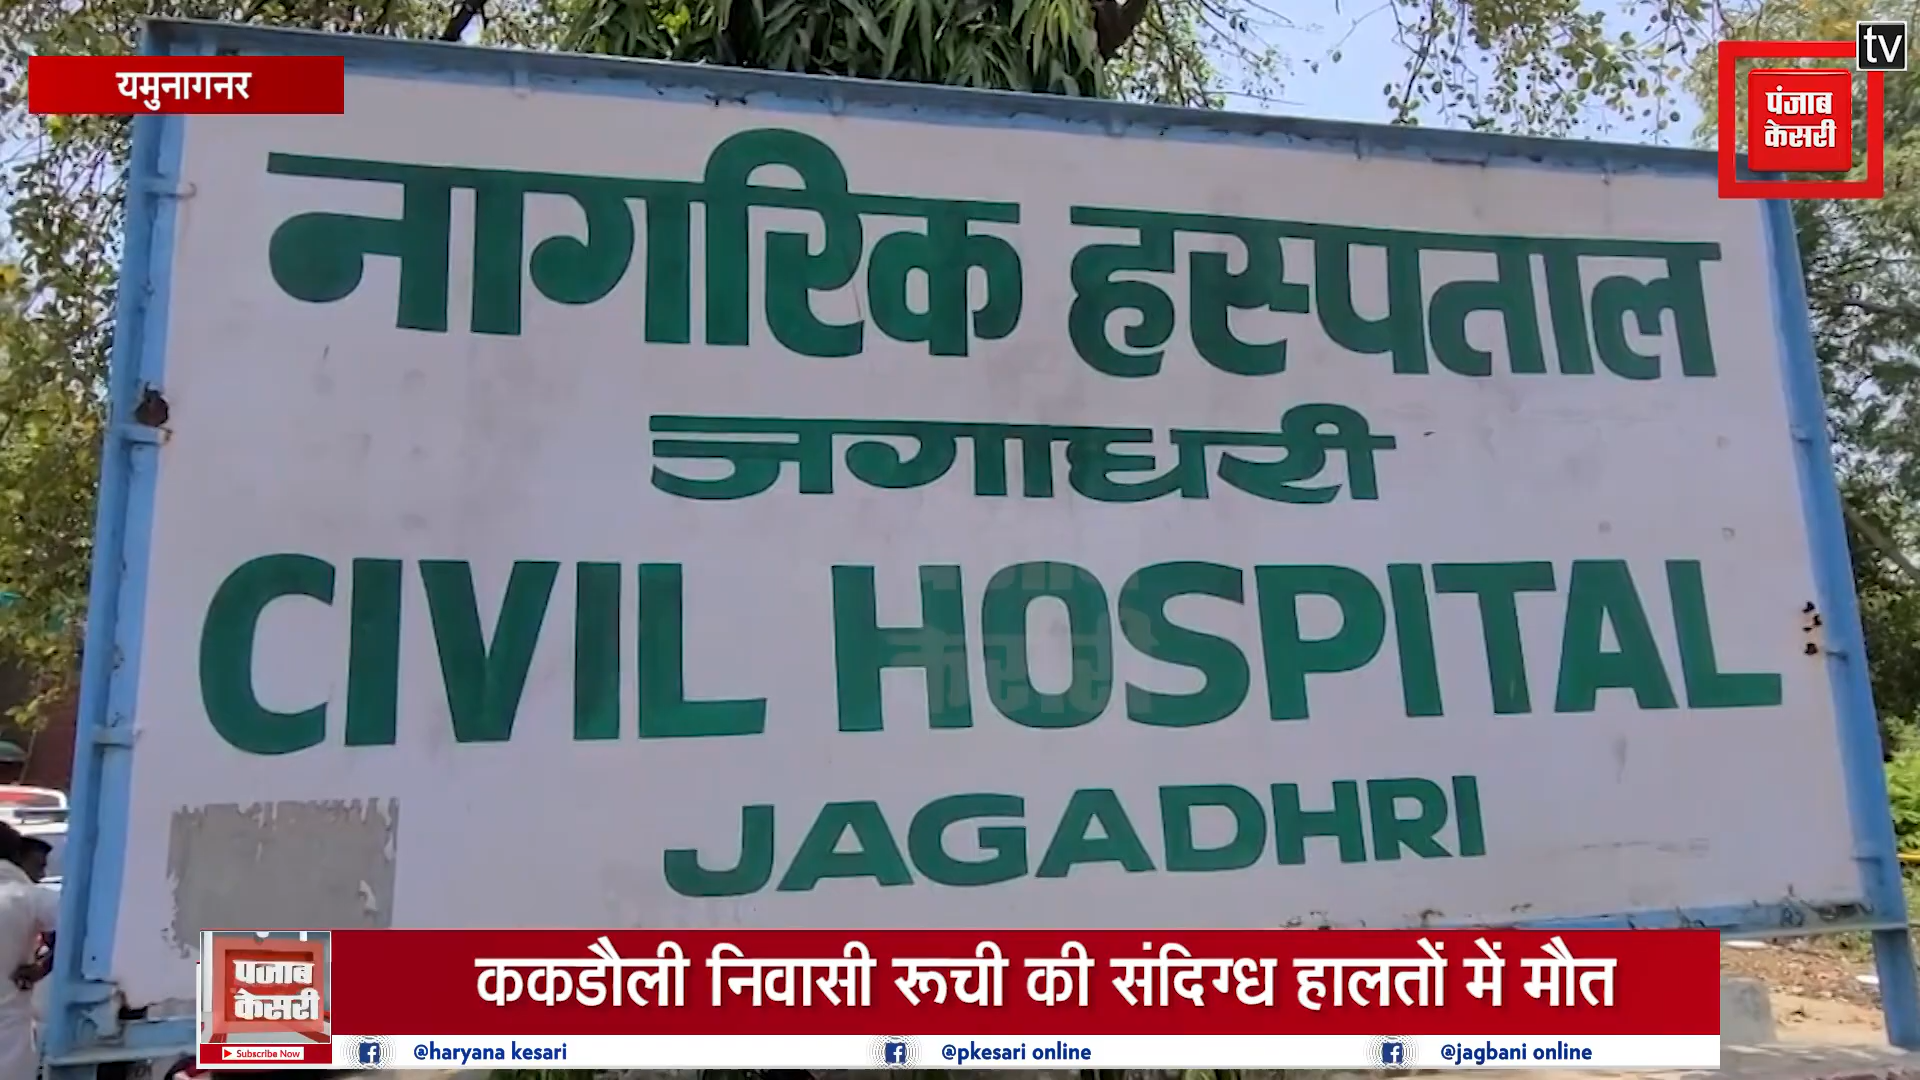 यमुनागनर
tv
पंजाब
केसरी
नागरिक हस्पताल
जगाधरी
CIVIL HOSPITAL
JAGADHRI
पंजाब
केसरी
ककडौली निवासी रूची की संदिग्ध हालतों में मौत
Subscribe Now
@haryana kesari
@pkesari online
@jagbani online